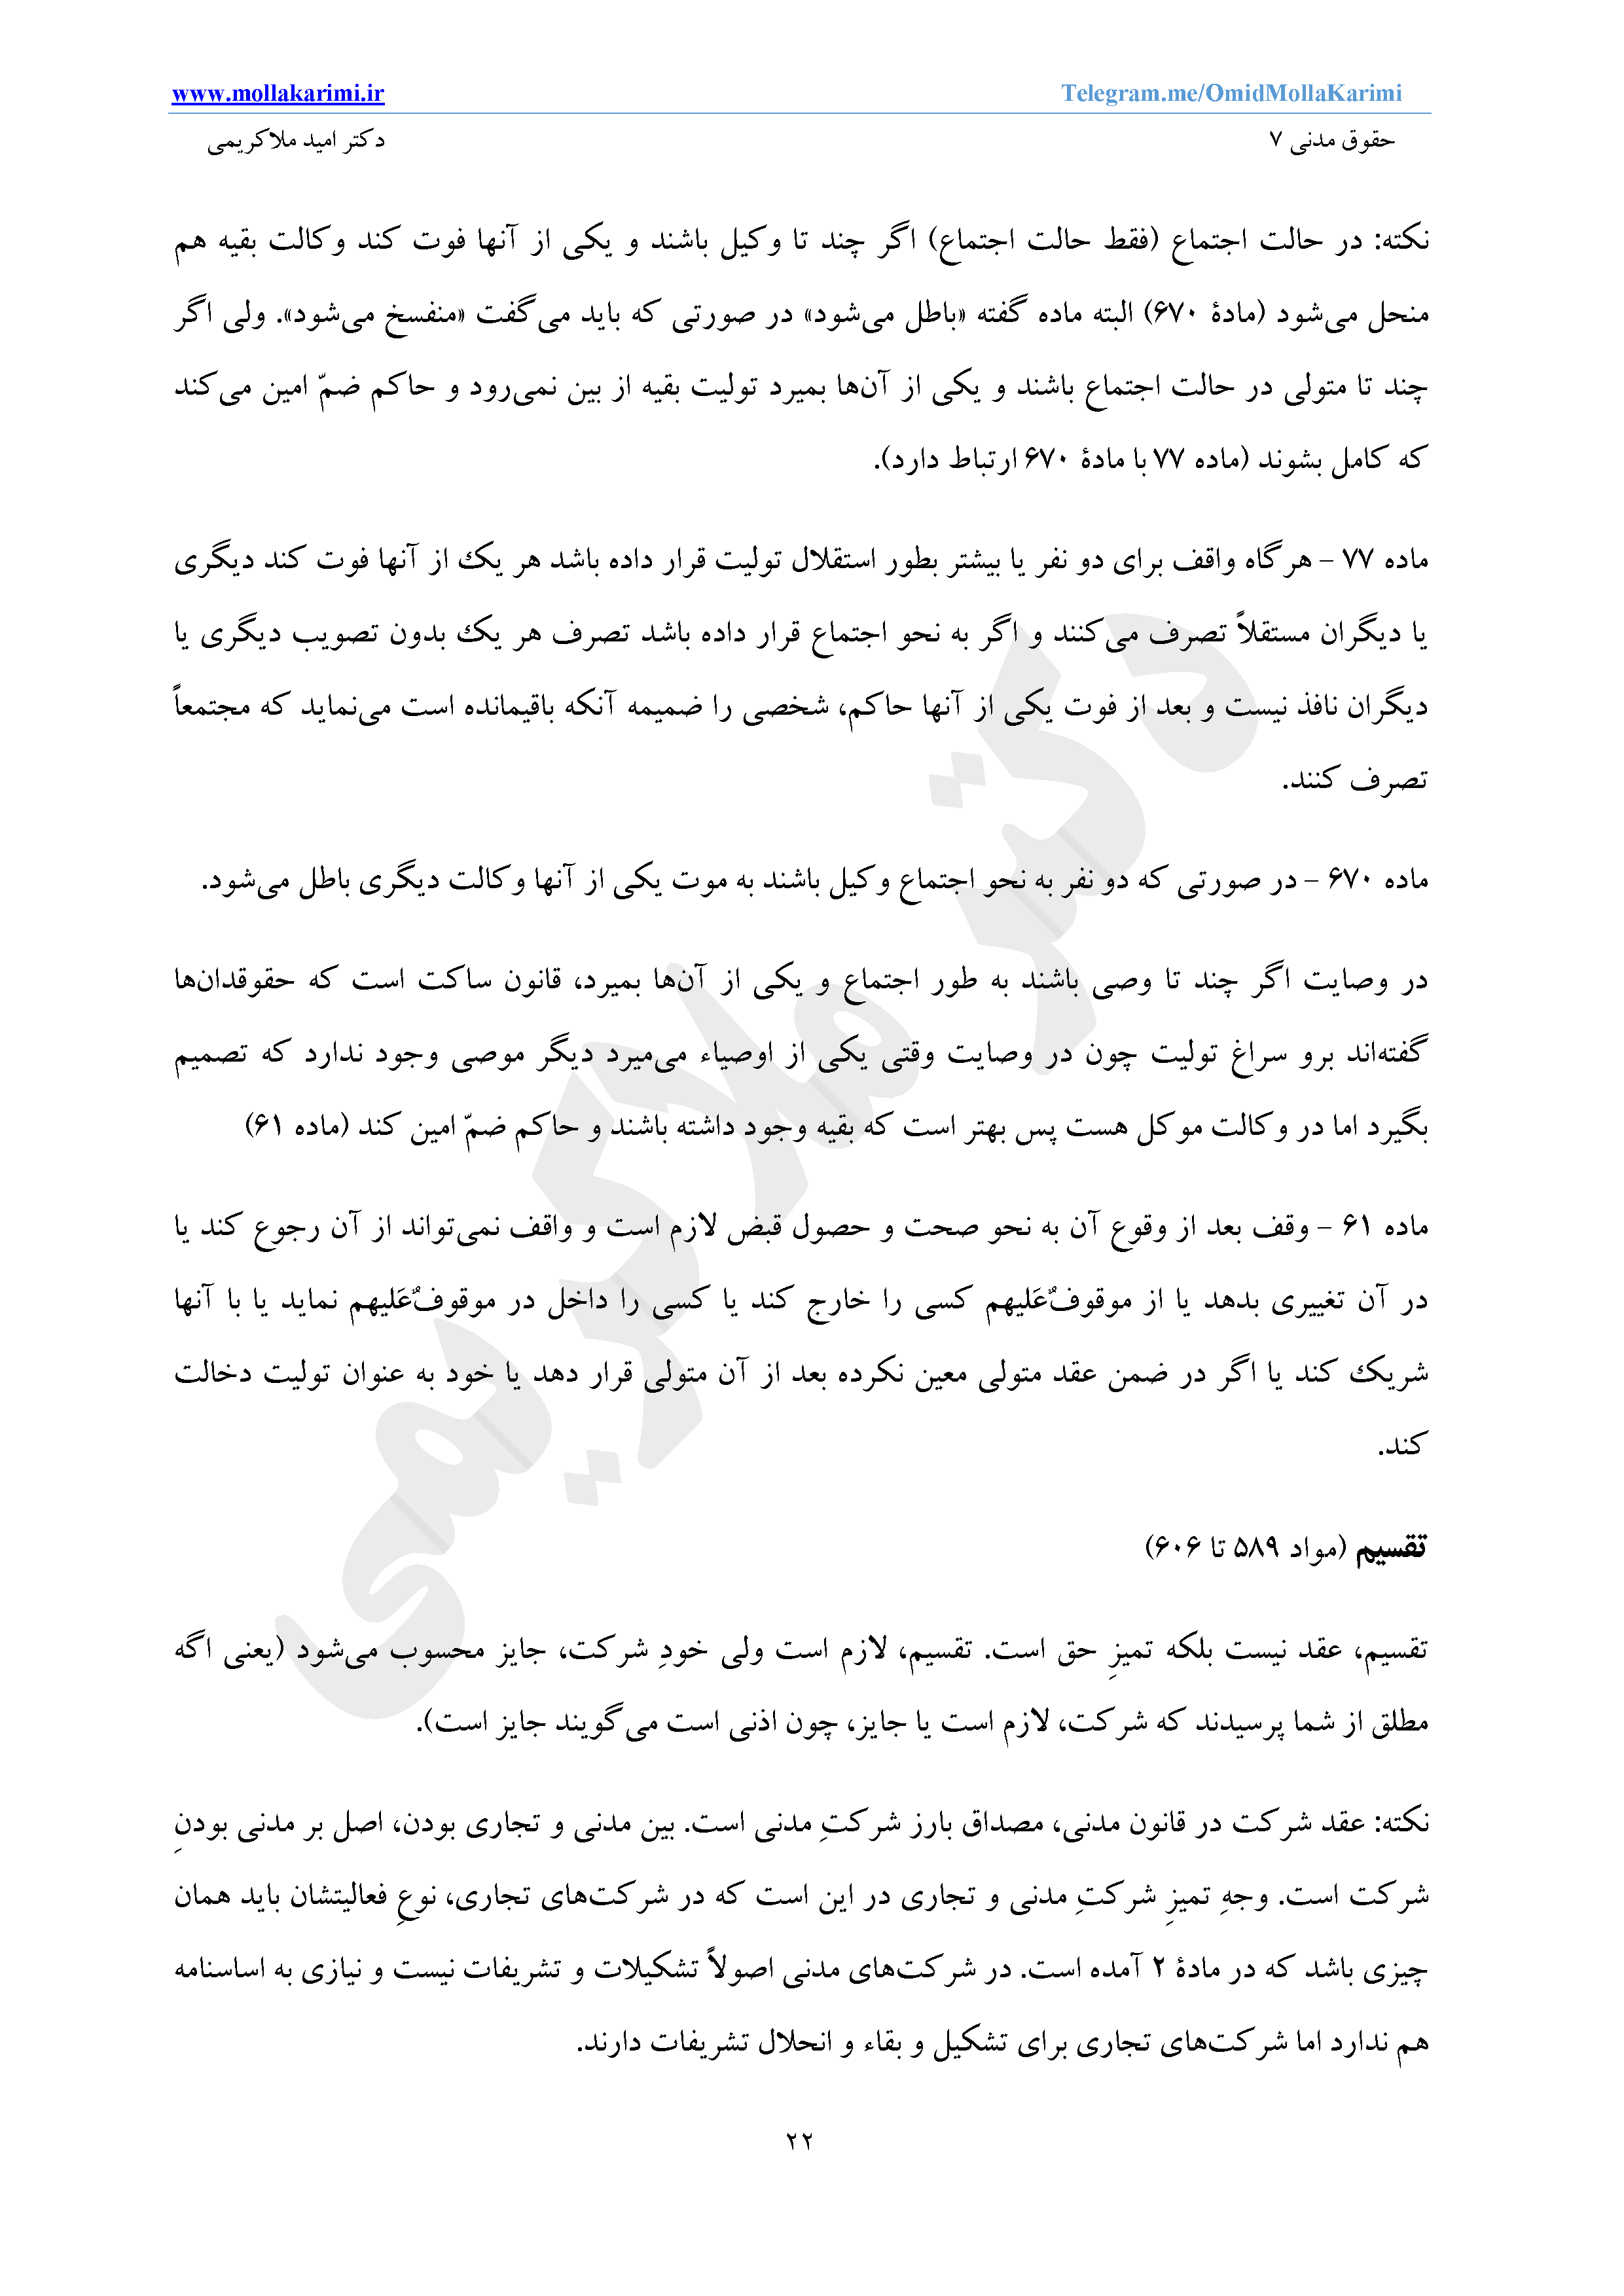 www.mollakarimi.ir Telegram.me/OmidMollaKarimi
حقوق مدنی ۷ دکتر امید ملاکریمی
نکته: در حالت اجتماع (فقط حالت اجتماع) اگر چند تا وکیل باشند و یکی از آنها فوت کند وکالت بقیه هم
منحل می‌شود (مادۀ ۶۷۰) البته ماده گفته «باطل می‌شود» در صورتی که باید می‌گفت «منفسخ می‌شود». ولی اگر
چند تا متولی در حالت اجتماع باشند و یکی از آن‌ها بمیرد تولیت بقیه از بین نمی‌رود و حاکم ضمّ امین می‌کند
که کامل بشوند (ماده ۷۷ با مادۀ ۶۷۰ ارتباط دارد).
ماده ۷۷ – هرگاه واقف برای دو نفر یا بیشتر بطور استقلال تولیت قرار داده باشد هر یک از آنها فوت کند دیگری
یا دیگران مستقلاً تصرف می‌کنند و اگر به نحو اجتماع قرار داده باشد تصرف هر یک بدون تصویب دیگری یا
دیگران نافذ نیست و بعد از فوت یکی از آنها حاکم، شخصی را ضمیمه آنکه باقیمانده است می‌نماید که مجتمعاً
تصرف کنند.
ماده ۶۷۰ – در صورتی که دو نفر به نحو اجتماع وکیل باشند به موت یکی از آنها وکالت دیگری باطل می‌شود.
در وصایت اگر چند تا وصی باشند به طور اجتماع و یکی از آن‌ها بمیرد، قانون ساکت است که حقوقدان‌ها
گفته‌اند برو سراغ تولیت چون در وصایت وقتی یکی از اوصیاء می‌میرد دیگر موصی وجود ندارد که تصمیم
بگیرد اما در وکالت موکل هست پس بهتر است که بقیه وجود داشته باشند و حاکم ضمّ امین کند (ماده ۶۱)
ماده ۶۱ – وقف بعد از وقوع آن به نحو صحت و حصول قبض لازم است و واقف نمی‌تواند از آن رجوع کند یا
در آن تغییری بدهد یا از موقوفٌ‌عَلیهم کسی را خارج کند یا کسی را داخل در موقوفٌ‌عَلیهم نماید یا با آنها
شریک کند یا اگر در ضمن عقد متولی معین نکرده بعد از آن متولی قرار دهد یا خود به عنوان تولیت دخالت
کند.
تقسیم (مواد ۵۸۹ تا ۶۰۶)
تقسیم، عقد نیست بلکه تمیزِ حق است. تقسیم، لازم است ولی خودِ شرکت، جایز محسوب می‌شود (یعنی اگه
مطلق از شما پرسیدند که شرکت، لازم است یا جایز، چون اذنی است می‌گویند جایز است).
نکته: عقد شرکت در قانون مدنی، مصداق بارز شرکتِ مدنی است. بین مدنی و تجاری بودن، اصل بر مدنی بودنِ
شرکت است. وجهِ تمیزِ شرکتِ مدنی و تجاری در این است که در شرکت‌های تجاری، نوعِ فعالیتشان باید همان
چیزی باشد که در مادۀ ۲ آمده است. در شرکت‌های مدنی اصولاً تشکیلات و تشریفات نیست و نیازی به اساسنامه
هم ندارد اما شرکت‌های تجاری برای تشکیل و بقاء و انحلال تشریفات دارند.
۲۲
دکتر ملاکریمی